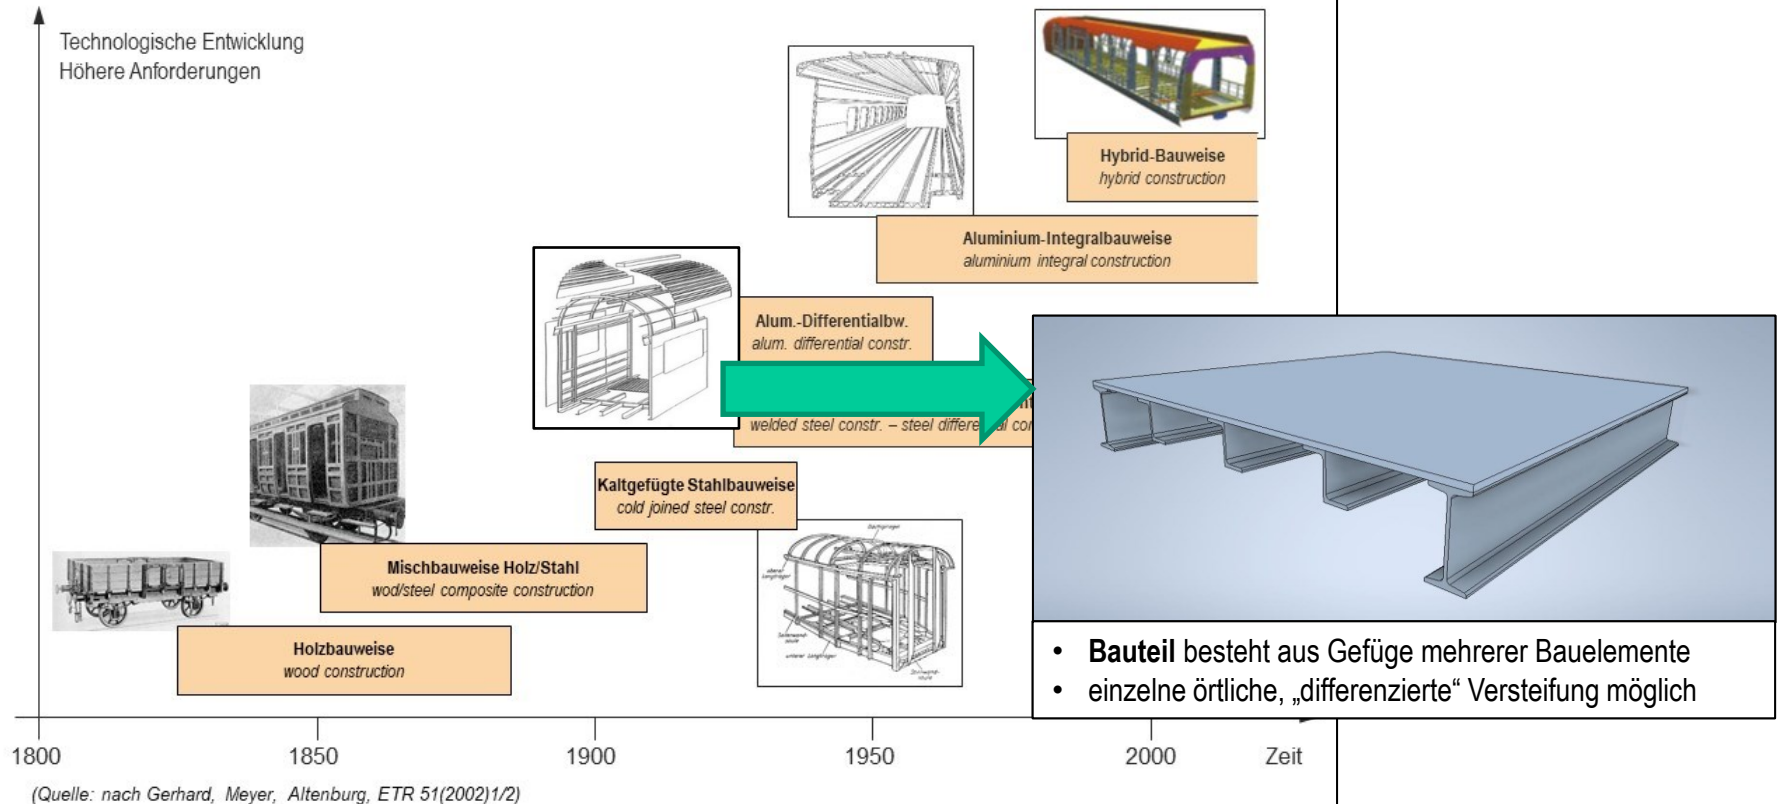 Technologische Entwicklung
Höhere Anforderungen
Hybrid-Bauweise
hybrid construction
Aluminium-Integralbauweise
aluminium integral construction
Alum.-Differentialbw.
alum. differential constr.
welded steel constr. – steel differential
Kaltgefügte Stahlbauweise
cold joined steel constr.
Mischbauweise Holz/Stahl
wod/steel composite construction
Holzbauweise
wood construction
• Bauteil besteht aus Gefüge mehrerer Bauelemente
• einzelne örtliche, „differenzierte“ Versteifung möglich
1800 1850 1900 1950 2000 Zeit
(Quelle: nach Gerhard, Meyer, Altenburg, ETR 51(2002)1/2)